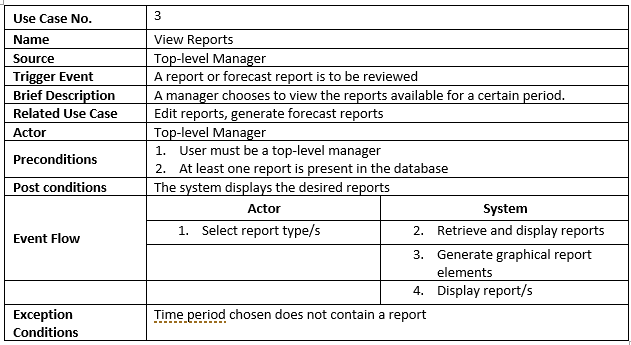 Use Case No. 3
Name View Reports
Source Top-level Manager
Trigger Event A report or forecast report is to be reviewed
Brief Description A manager chooses to view the reports available for a certain period.
Related Use Case Edit reports, generate forecast reports
Actor Top-level Manager
Preconditions 1. User must be a top-level manager
2. At least one report is present in the database
Post conditions The system displays the desired reports
Event Flow Actor System
1. Select report type/s 2. Retrieve and display reports
3. Generate graphical report
elements
4. Display report/s
Exception Time period chosen does not contain a report
Conditions